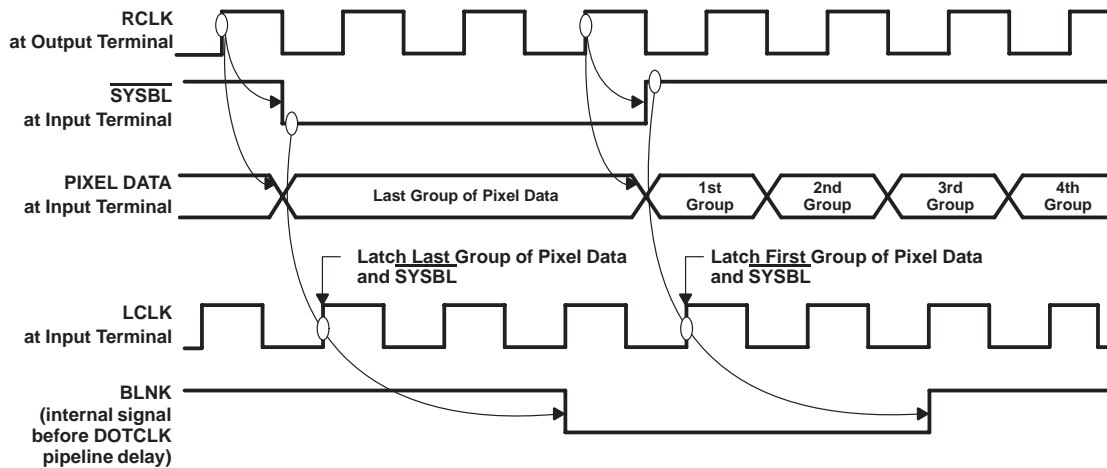 RCLK
at Output Terminal
SYSBL
at Input Terminal
PIXEL DATA
at Input Terminal
Last Group of Pixel Data
1st
Group
2nd
Group
3rd
Group
4th
Group
Latch Last Group of Pixel Data
and SYSBL
Latch First Group of Pixel Data
and SYSBL
LCLK
at Input Terminal
BLNK
(internal signal
before DOTCLK
pipeline delay)